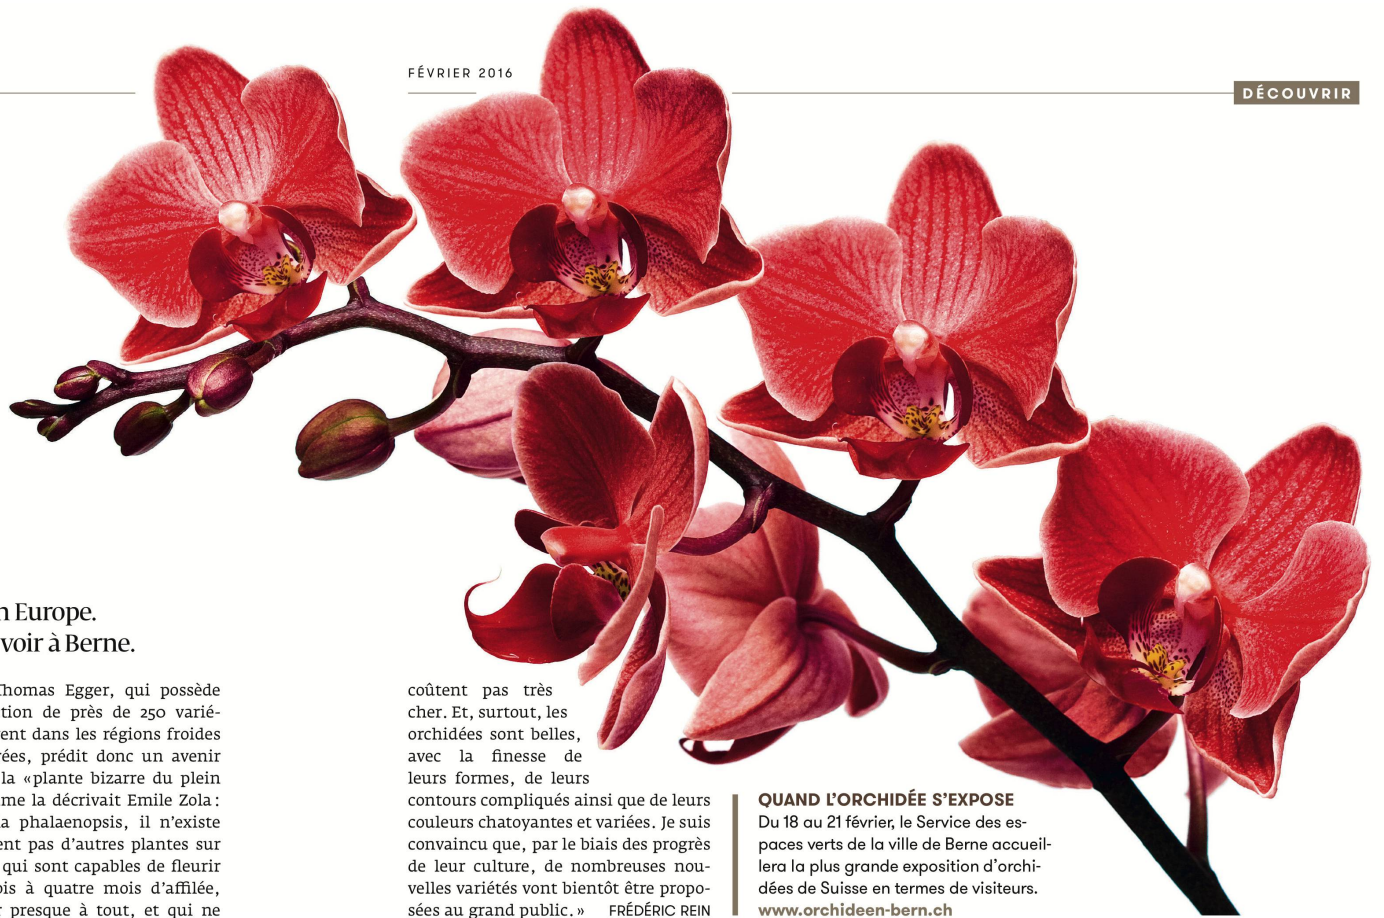 FÉVRIER 2016
DÉCOUVRIR
n Europe.
voir à Berne.
Thomas Egger, qui possède
tion de près de 250 varié-
ent dans les régions froides
rées, prédit donc un avenir
la «plante bizarre du plein
me la décrivait Emile Zola:
a phalaenopsis, il n’existe
ent pas d’autres plantes sur
qui sont capables de fleurir
ois à quatre mois d’affilée,
r presque à tout, et qui ne
coûtent pas très
cher. Et, surtout, les
orchidées sont belles,
avec la finesse de
leurs formes, de leurs
contours compliqués ainsi que de leurs
couleurs chatoyantes et variées. Je suis
convaincu que, par le biais des progrès
de leur culture, de nombreuses nou-
velles variétés vont bientôt être propo-
sées au grand public.» FRÉDÉRIC REIN
QUAND L’ORCHIDÉE S’EXPOSE
Du 18 au 21 février, le Service des es-
paces verts de la ville de Berne accueil-
lera la plus grande exposition d’orchi-
dées de Suisse en termes de visiteurs.
www.orchideen-bern.ch